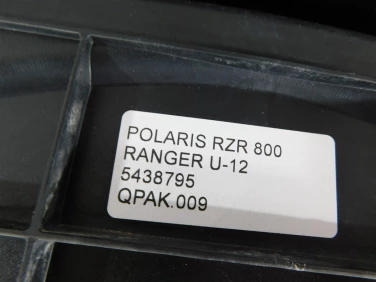 POLARIS RZR 800
RANGER U-12
5438795
QPAK.009